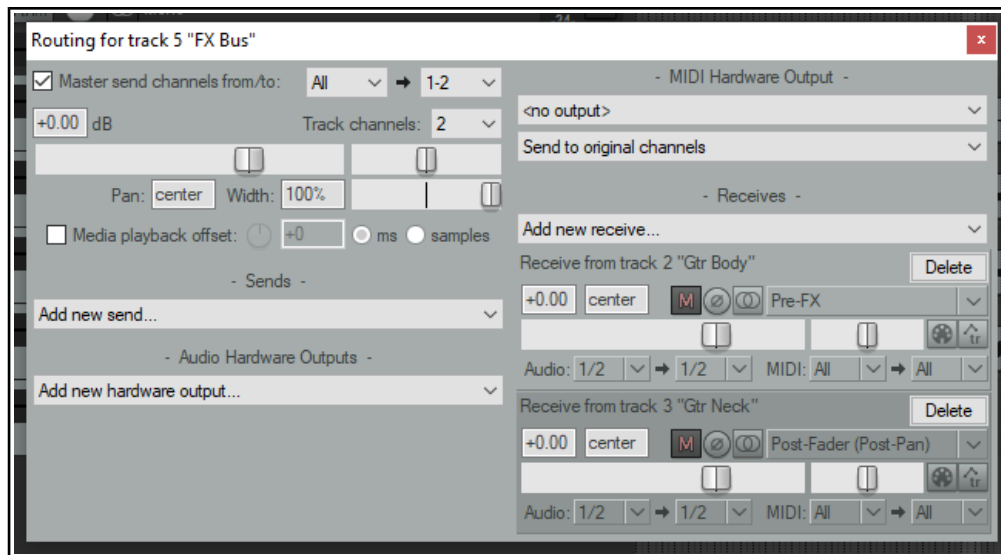 24
Routing for track 5 "FX Bus"
x
Master send channels from/to: All → 1-2
+0.00 dB Track channels: 2
Pan: center Width: 100%
Media playback offset: +0 ms samples
- Sends -
Add new send...
- Audio Hardware Outputs -
Add new hardware output...
- MIDI Hardware Output -
<no output>
Send to original channels
- Receives -
Add new receive...
Receive from track 2 "Gtr Body" Delete
+0.00 center M Pre-FX
tr
Audio: 1/2 → 1/2 MIDI: All → All
Receive from track 3 "Gtr Neck" Delete
+0.00 center M Post-Fader (Post-Pan)
tr
Audio: 1/2 → 1/2 MIDI: All → All